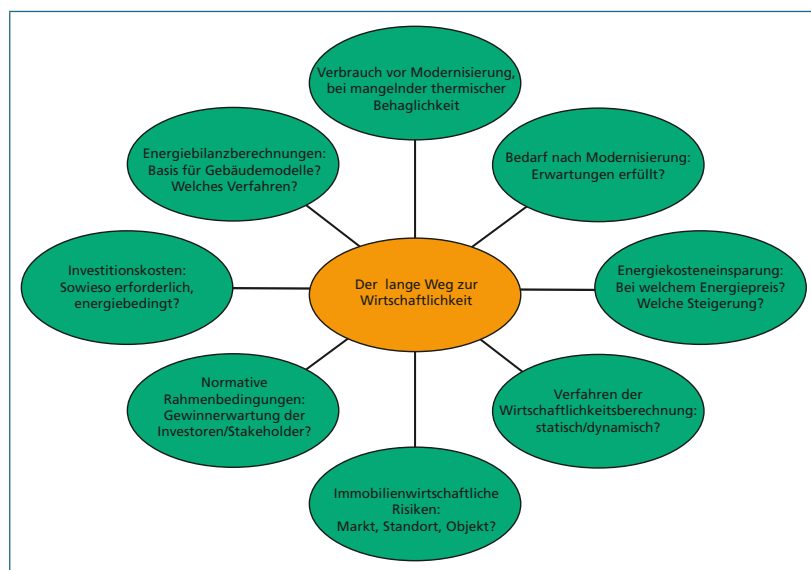 Verbrauch vor Modernisierung,
bei mangelnder thermischer
Behaglichkeit
Energiebilanzberechnungen:
Basis für Gebäudemodelle?
Welches Verfahren?
Bedarf nach Modernisierung:
Erwartungen erfüllt?
Investitionskosten:
Sowieso erforderlich,
energiebedingt?
Der lange Weg zur
Wirtschaftlichkeit
Energiekosteneinsparung:
Bei welchem Energiepreis?
Welche Steigerung?
Normative
Rahmenbedingungen:
Gewinnerwartung der
Investoren/Stakeholder?
Verfahren der
Wirtschaftlichkeitsberechnung:
statisch/dynamisch?
Immobilienwirtschaftliche
Risiken:
Markt, Standort, Objekt?